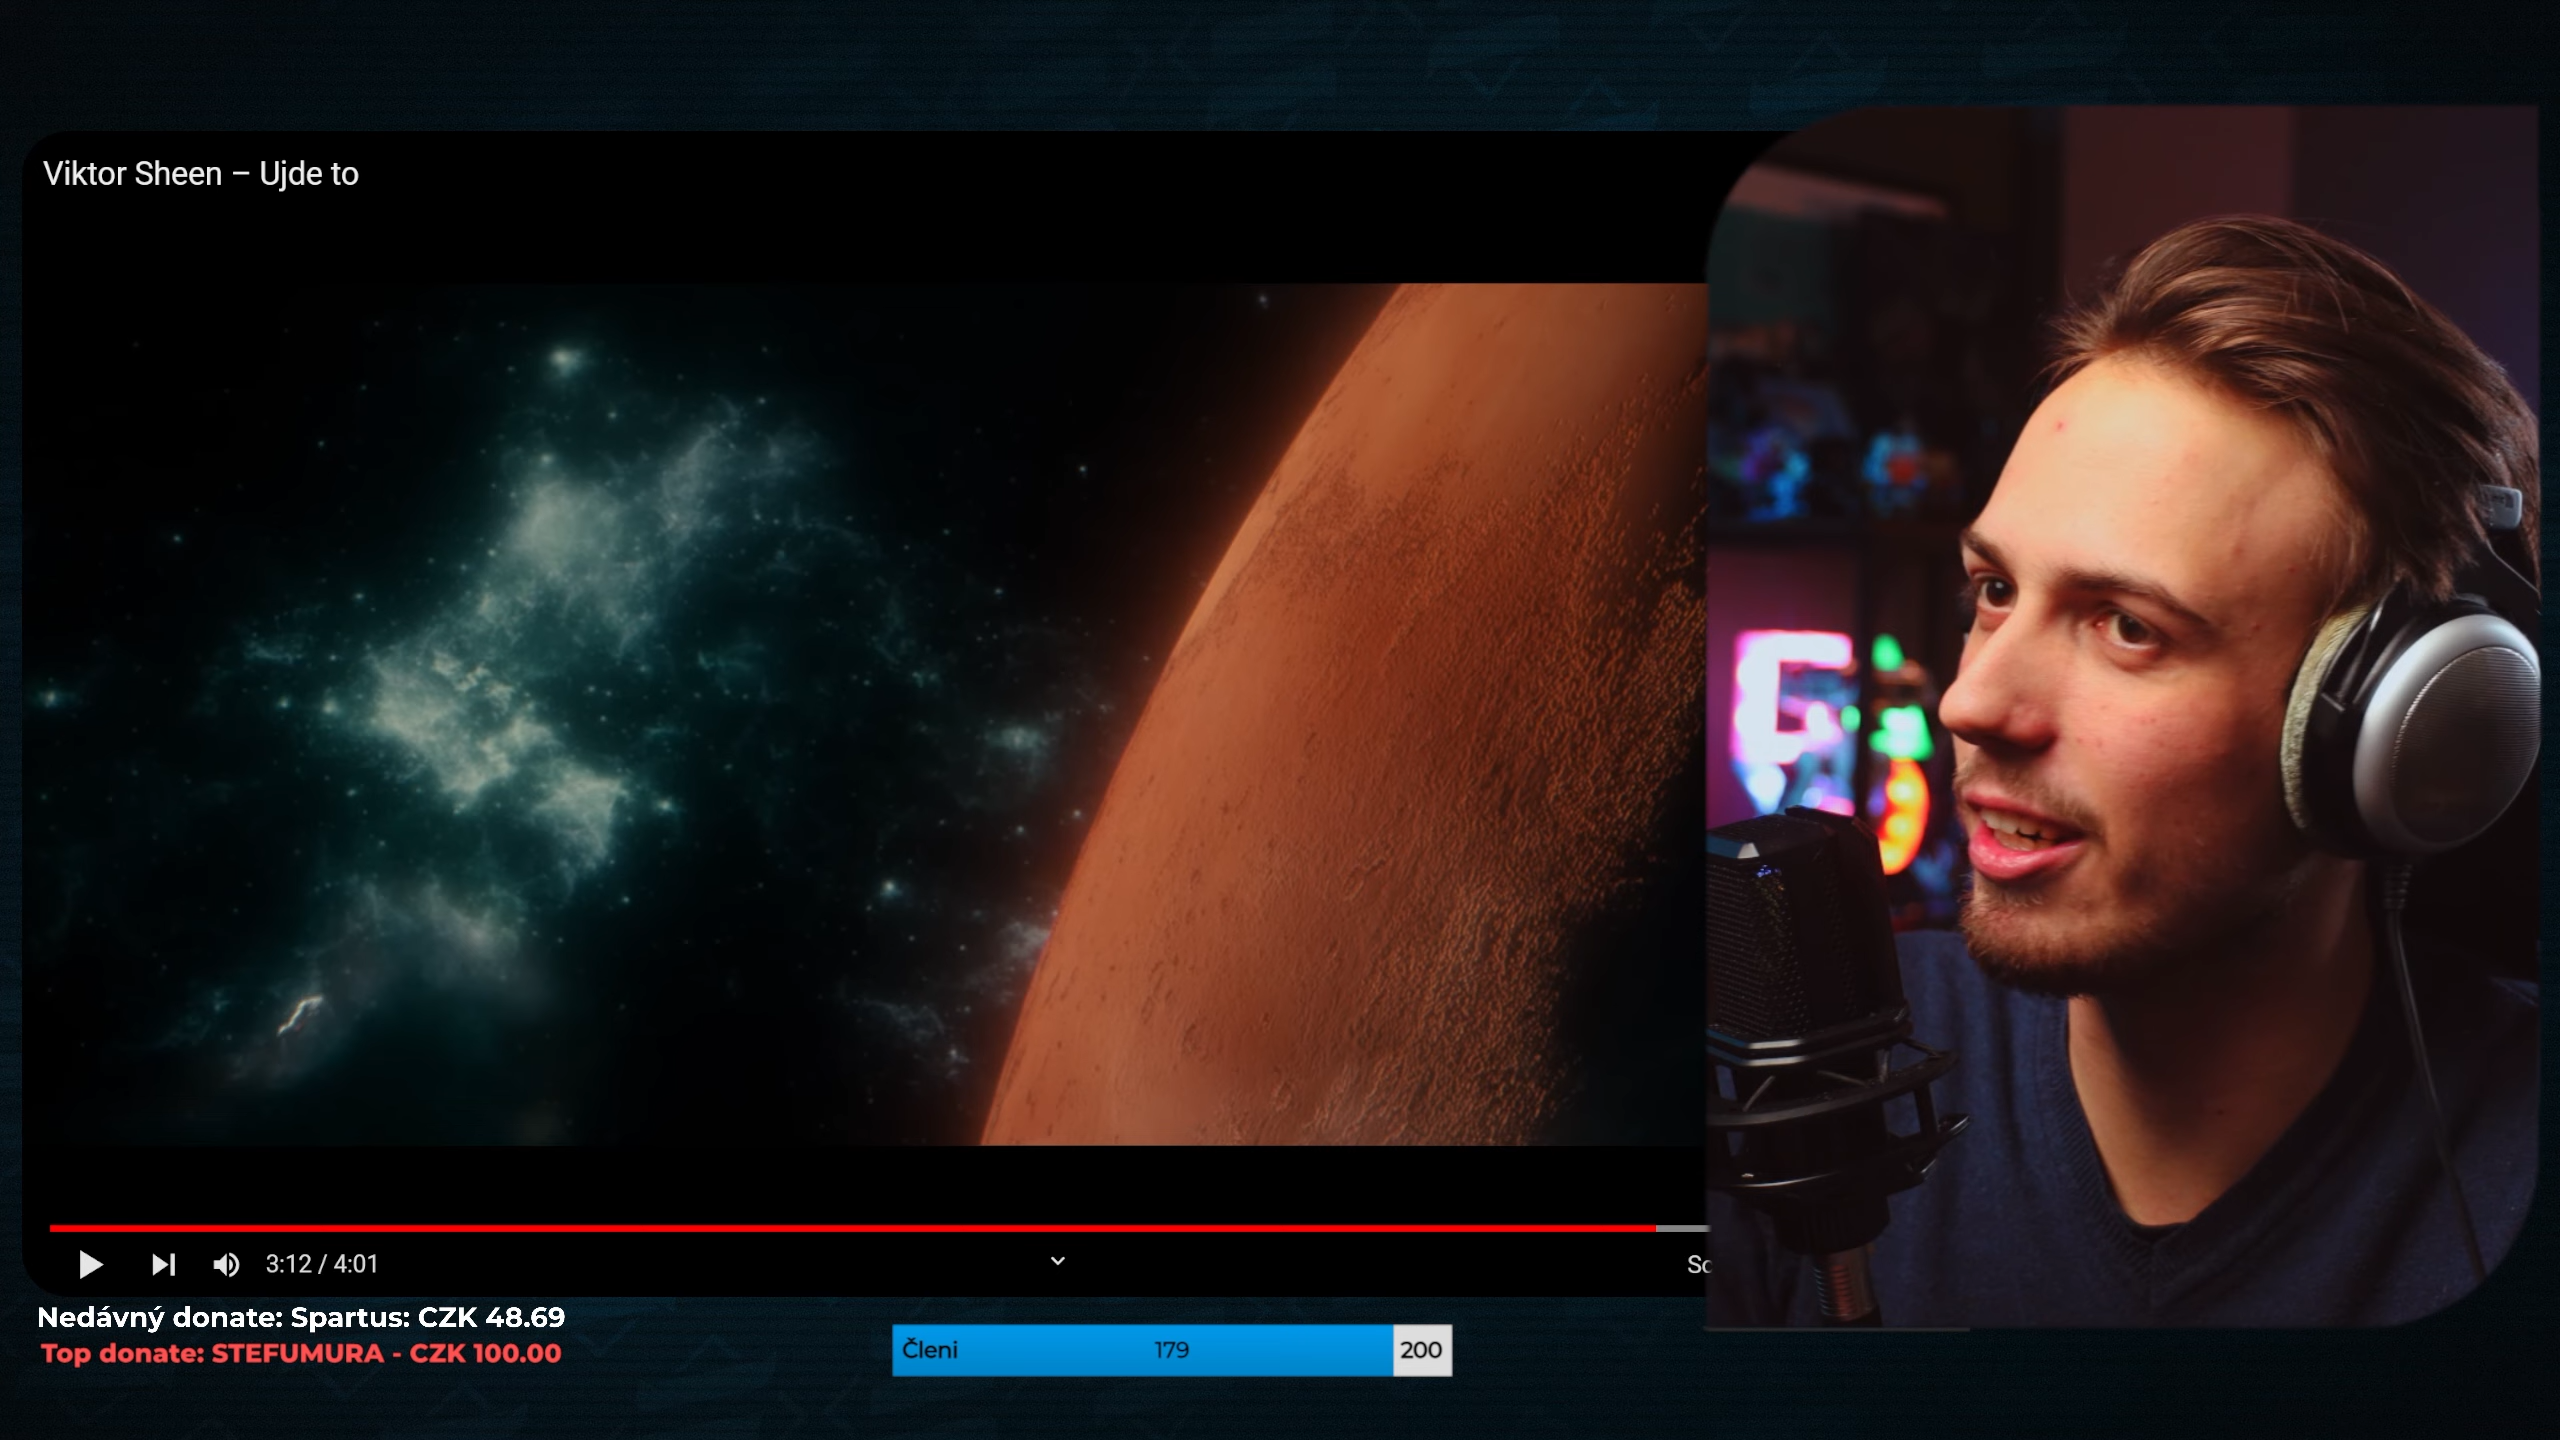 Viktor Sheen – Ujde to
3:12 / 4:01
Nedávný donate: Spartus: CZK 48.69
Top donate: STEFUMURA - CZK 100.00
Členi 179 200